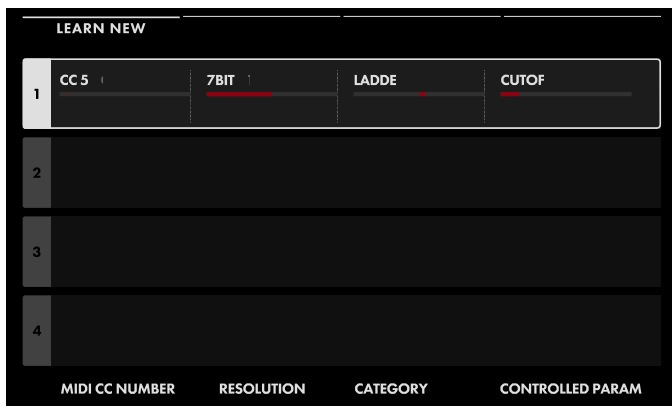 LEARN NEW
1 CC 5 7BIT LADDE CUTOF
2
3
4
MIDI CC NUMBER RESOLUTION CATEGORY CONTROLLED PARAM